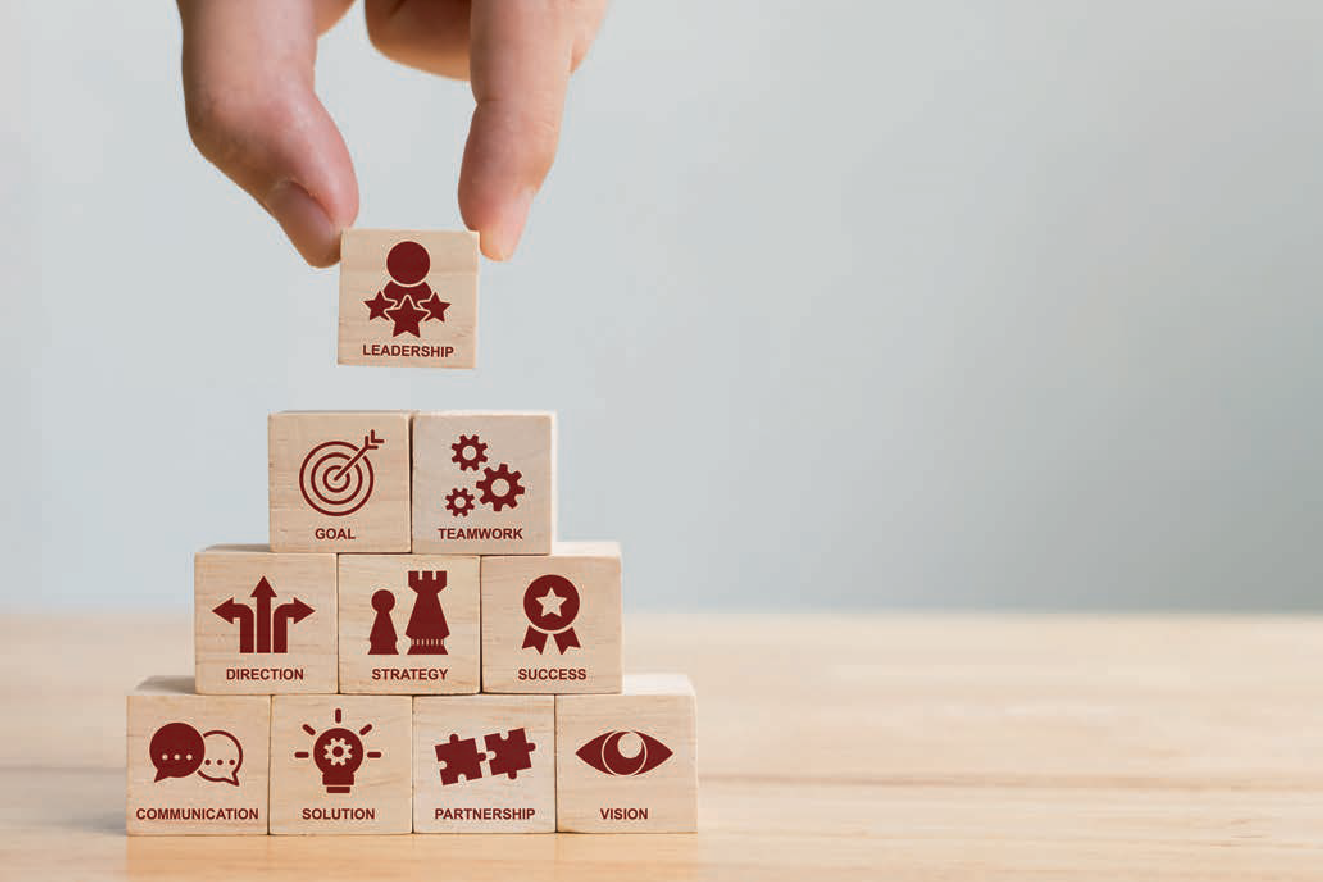 LEADERSHIP
GOAL
TEAMWORK
DIRECTION
STRATEGY
SUCCESS
COMMUNICATION
SOLUTION
PARTNERSHIP
VISION